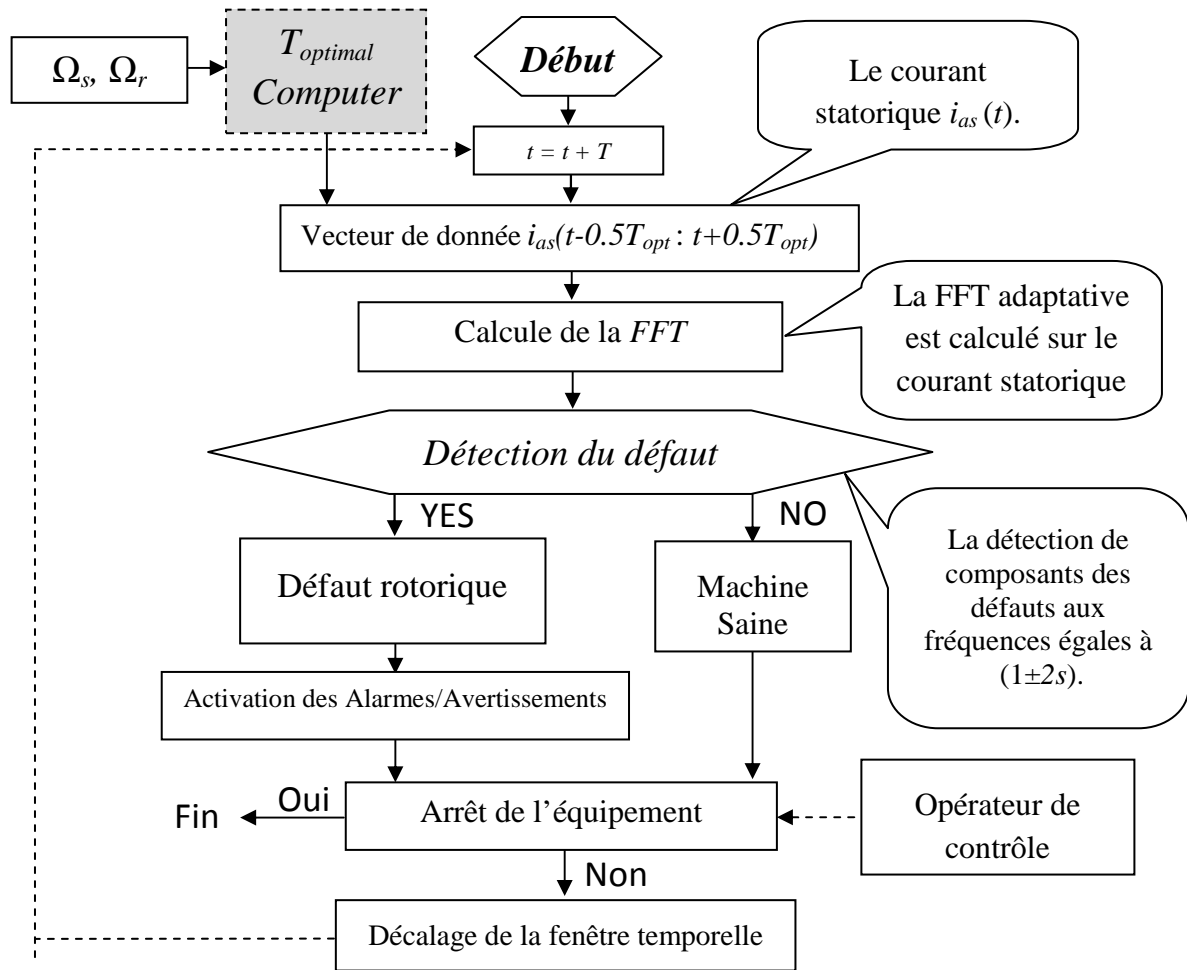 Ωs, Ωr
Toptimal
Computer
Début
Le courant
statorique ias (t).
t = t + T
Vecteur de donnée ias(t-0.5Topt : t+0.5Topt)
Calcule de la FFT
La FFT adaptative
est calculé sur le
courant statorique
Détection du défaut
YES
NO
La détection de
composants des
défauts aux
fréquences égales à
(1±2s).
Défaut rotorique
Machine
Saine
Activation des Alarmes/Avertissements
Fin
Oui
Arrêt de l’équipement
Opérateur de
contrôle
Non
Décalage de la fenêtre temporelle